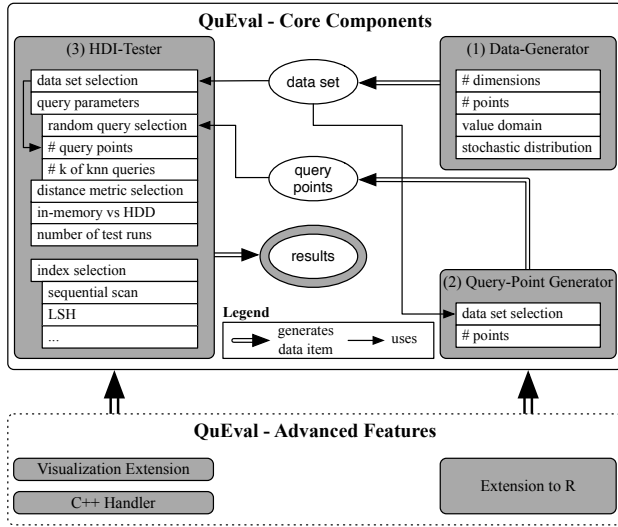 QuEval - Core Components
(3) HDI-Tester
data set selection
query parameters
random query selection
# query points
# k of knn queries
distance metric selection
in-memory vs HDD
number of test runs
index selection
sequential scan
LSH
...
data set
query
points
results
(1) Data-Generator
# dimensions
# points
value domain
stochastic distribution
(2) Query-Point Generator
data set selection
# points
Legend
generates
data item
uses
QuEval - Advanced Features
Visualization Extension
C++ Handler
Extension to R